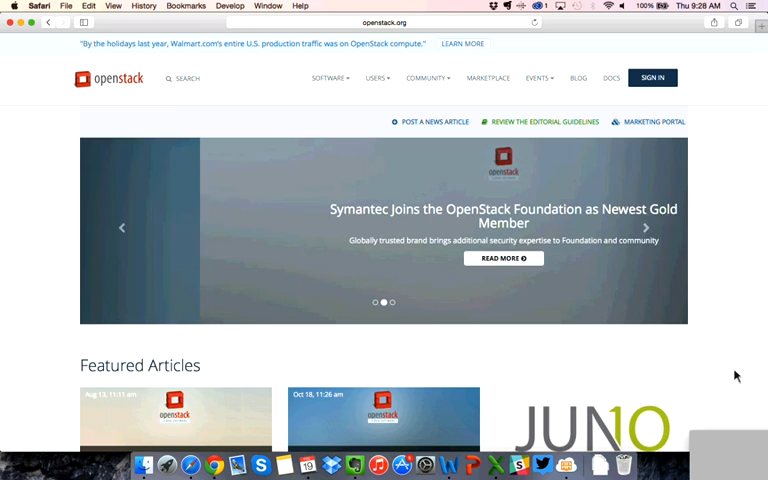 Safari File Edit View History Bookmarks Develop Window Help
1
100%
Thu 9:28 AM
openstack.org
"By the holidays last year, Walmart.com's entire U.S. production traffic was on OpenStack compute."
LEARN MORE
openstack
SEARCH
SOFTWARE
USERS
COMMUNITY
MARKETPLACE
EVENTS
BLOG
DOCS
SIGN IN
POST A NEWS ARTICLE
REVIEW THE EDITORIAL GUIDELINES
MARKETING PORTAL
openstack
Symantec Joins the OpenStack Foundation as Newest Gold
Member
Globally trusted brand brings additional security expertise to Foundation and community
READ MORE
Featured Articles
Aug 13, 11:11 am
openstack
Oct 18, 11:26 am
openstack
JUNO
19